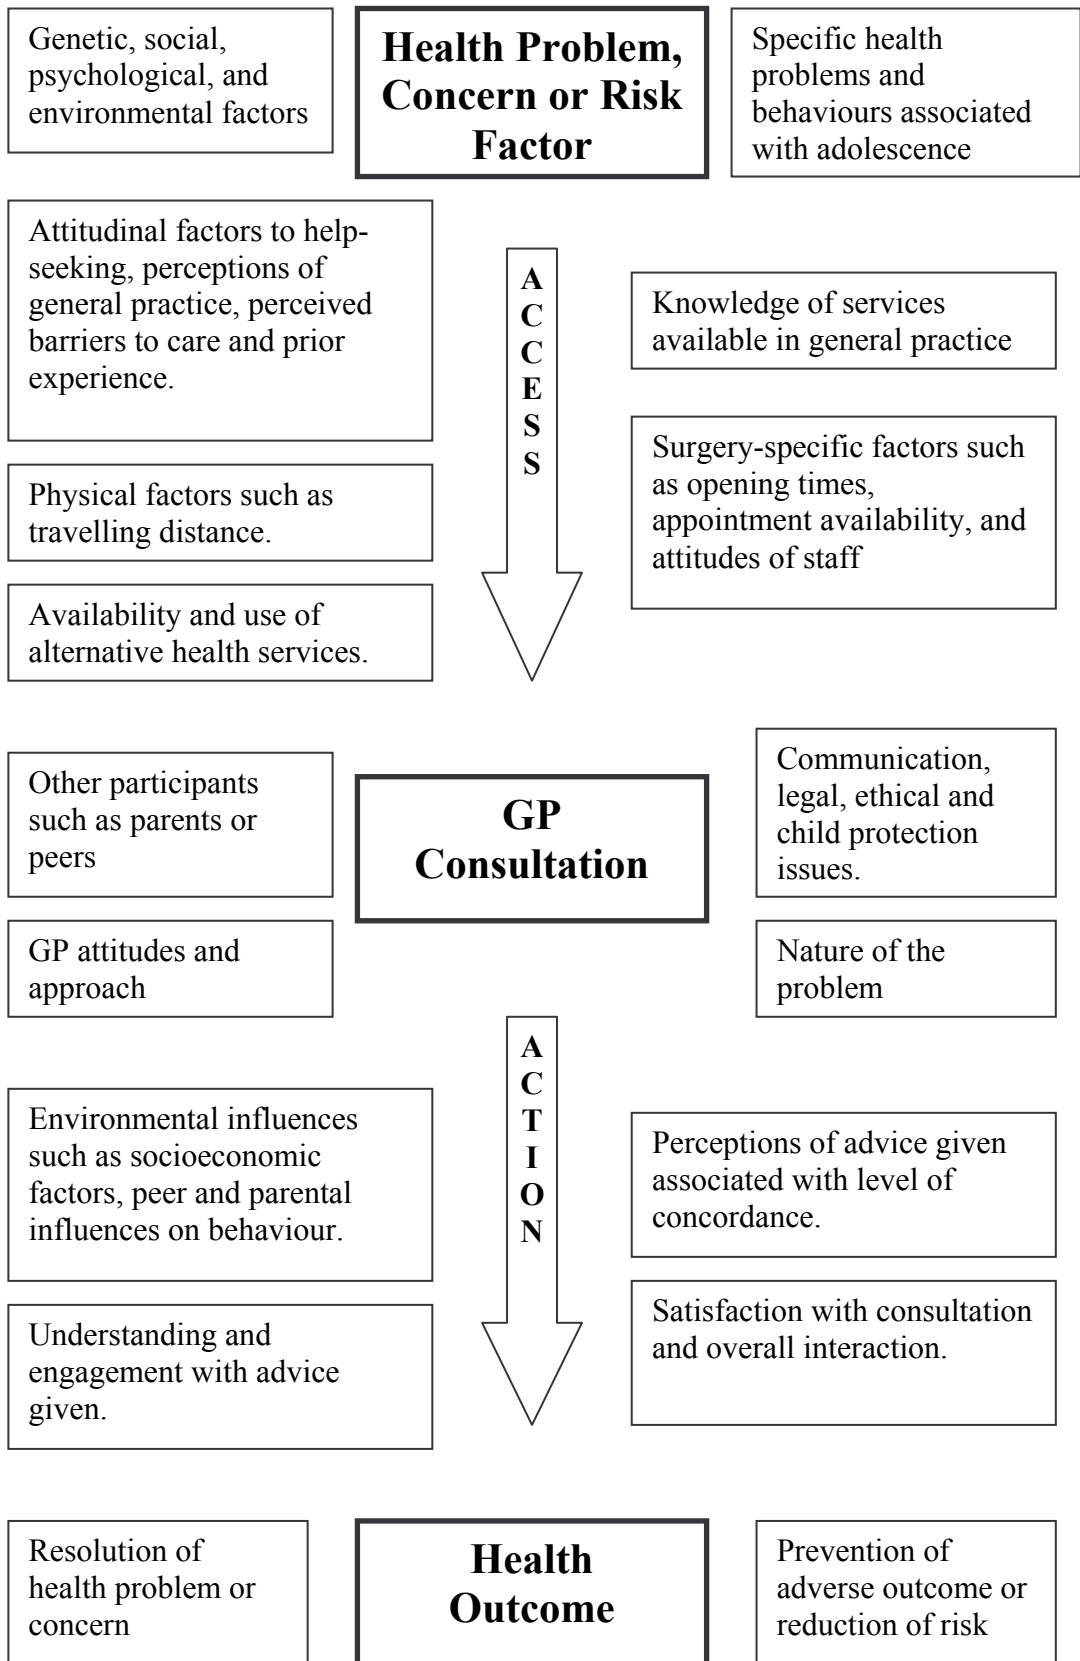 Genetic, social,
psychological, and
environmental factors
Health Problem,
Concern or Risk
Factor
Specific health
problems and
behaviours associated
with adolescence
Attitudinal factors to help-
seeking, perceptions of
general practice, perceived
barriers to care and prior
experience.
A
C
C
E
S
S
Knowledge of services
available in general practice
Physical factors such as
travelling distance.
Surgery-specific factors such
as opening times,
appointment availability, and
attitudes of staff
Availability and use of
alternative health services.
Other participants
such as parents or
peers
GP
Consultation
Communication,
legal, ethical and
child protection
issues.
GP attitudes and
approach
Nature of the
problem
A
C
T
I
O
N
Environmental influences
such as socioeconomic
factors, peer and parental
influences on behaviour.
Perceptions of advice given
associated with level of
concordance.
Understanding and
engagement with advice
given.
Satisfaction with consultation
and overall interaction.
Resolution of
health problem or
concern
Health
Outcome
Prevention of
adverse outcome or
reduction of risk